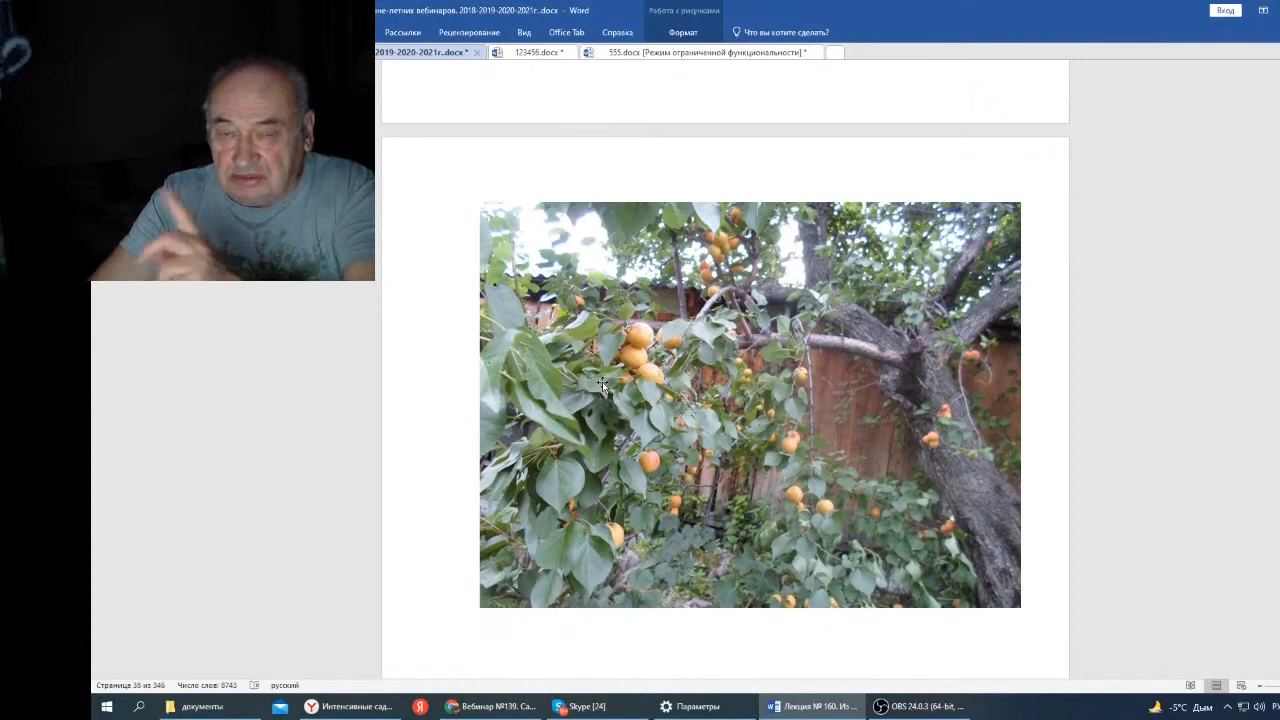 не-летних вебинаров. 2018-2019-2020-2021г..docx - Word
Работа с рисунками
Вход
Рассылки Рецензирование Вид Office Tab Справка Формат Что вы хотите сделать?
2019-2020-2021г..docx * 123456.docx * 555.docx [Режим ограниченной функциональности] *
Страница 38 из 346 Число слов: 8743 русский
документы Интенсивные сад... Я Вебинар №139. Са... Skype [24] Параметры Лекция № 160. Из ... OBS 24.0.3 (64-bit, ... -5°C Дым